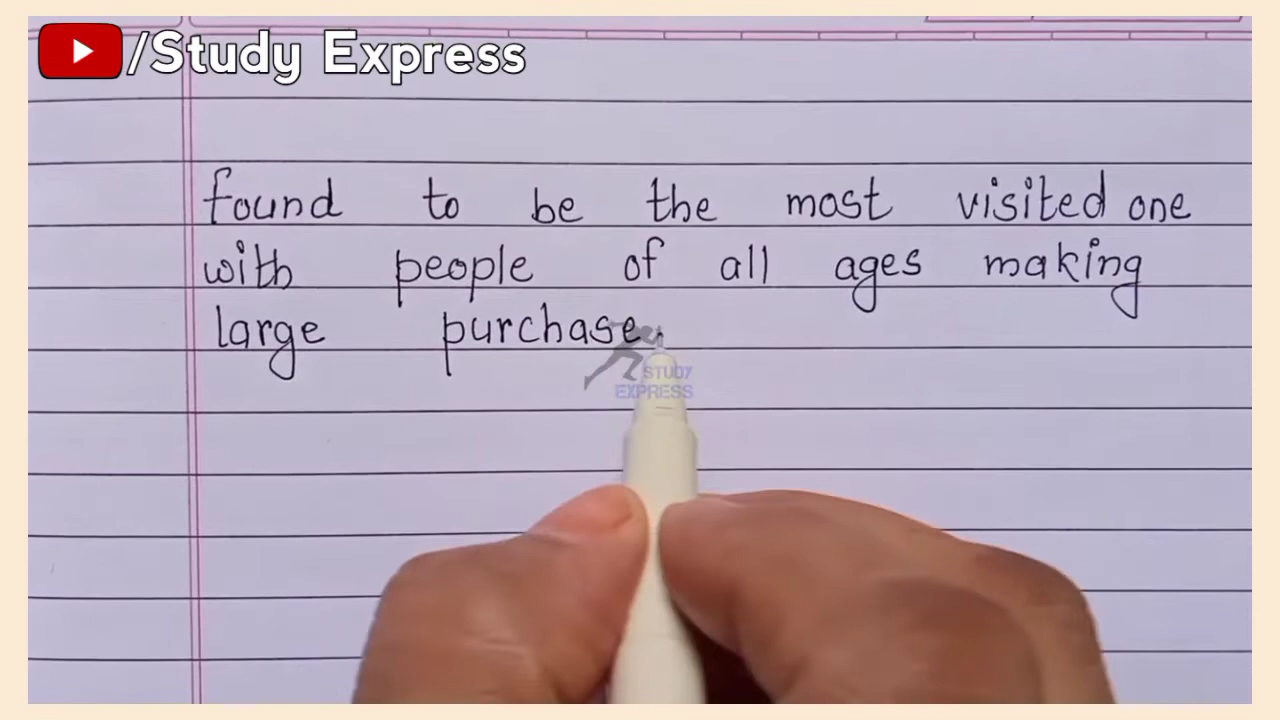 /Study Express
found to be the most visited one
with people of all ages making
large purchase.
STUDY
EXPRESS